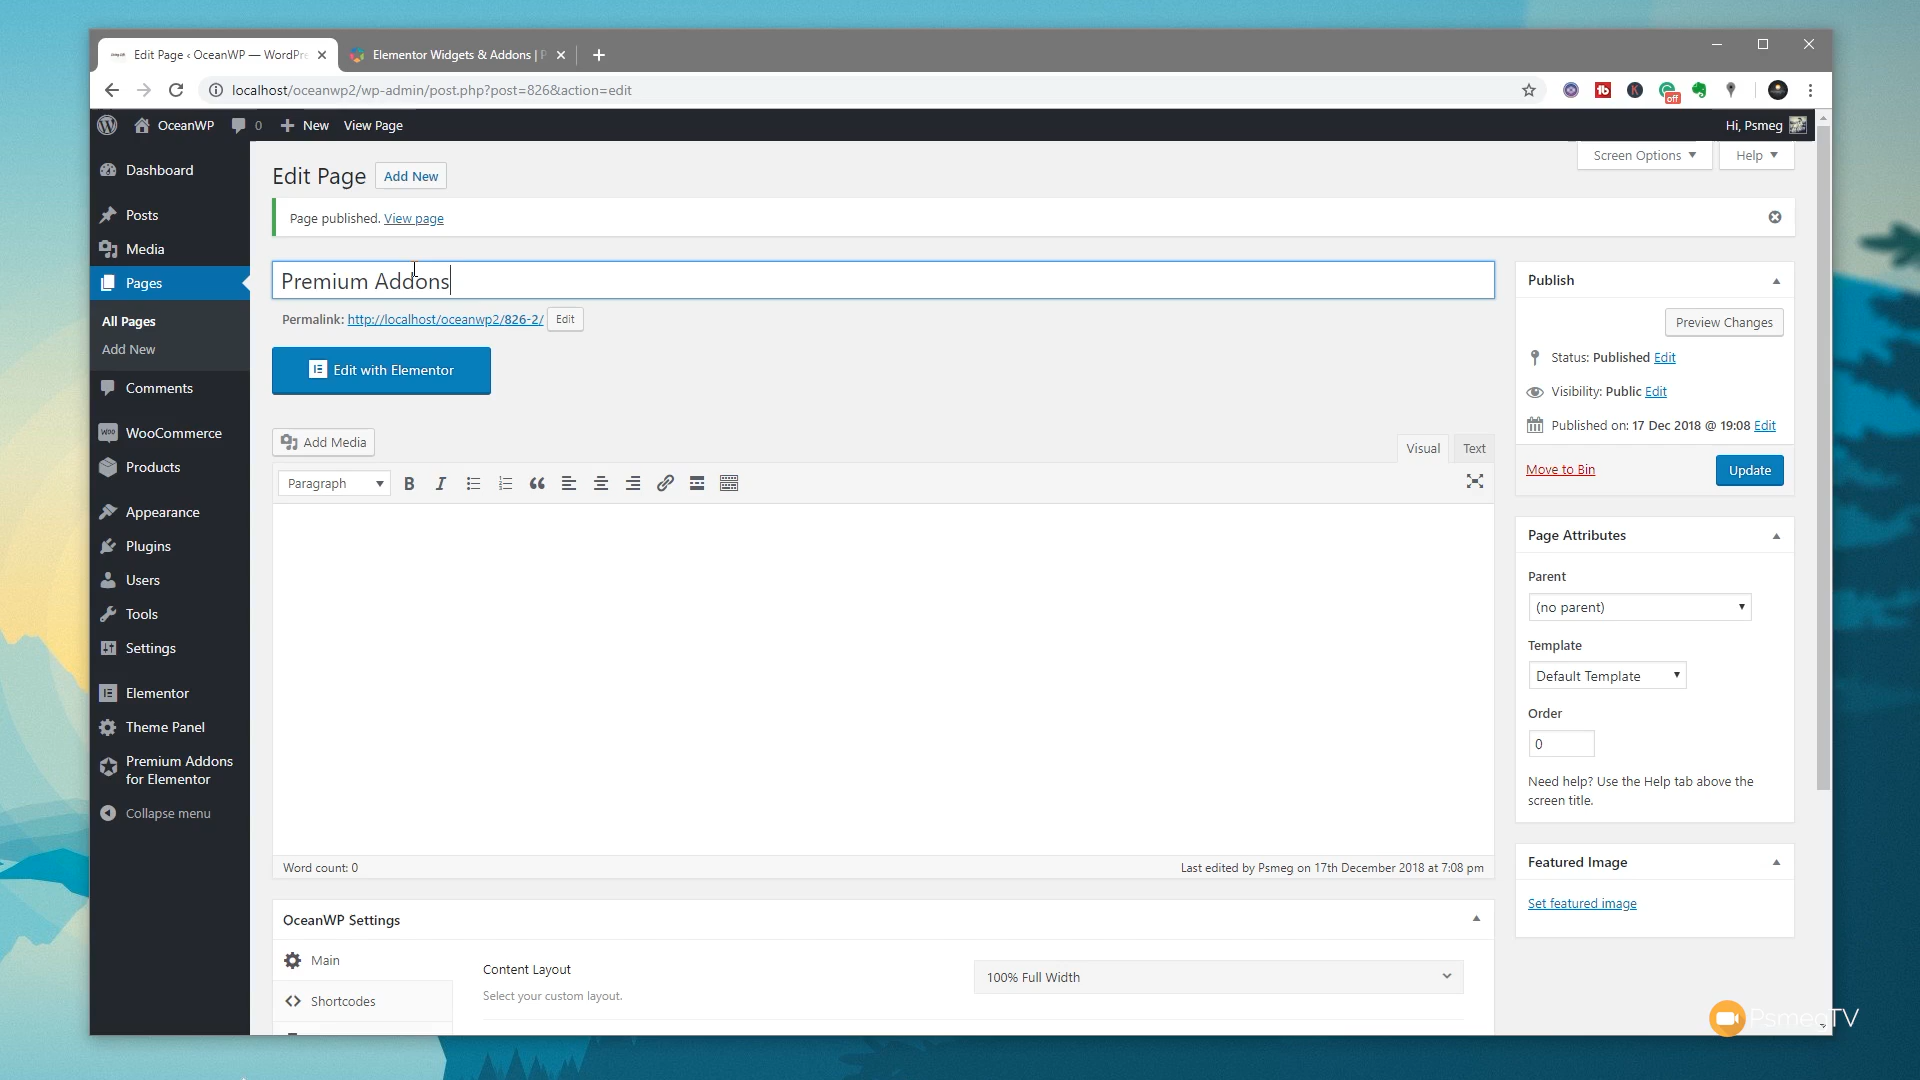 Edit Page ‹ OceanWP — WordPre
Elementor Widgets & Addons | P
localhost/oceanwp2/wp-admin/post.php?post=826&action=edit
off
OceanWP
0
New
View Page
Hi, Psmeg
Screen Options
Help
Edit Page
Add New
Page published. View page
Premium Addons
Permalink: http://localhost/oceanwp2/826-2/
Edit
Edit with Elementor
Add Media
Visual
Text
Paragraph
B
I
Word count: 0
Last edited by Psmeg on 17th December 2018 at 7:08 pm
OceanWP Settings
Main
Shortcodes
Content Layout
Select your custom layout.
100% Full Width
Dashboard
Posts
Media
Pages
All Pages
Add New
Comments
WooCommerce
Products
Appearance
Plugins
Users
Tools
Settings
Elementor
Theme Panel
Premium Addons
for Elementor
Collapse menu
Publish
Preview Changes
Status: Published Edit
Visibility: Public Edit
Published on: 17 Dec 2018 @ 19:08 Edit
Move to Bin
Update
Page Attributes
Parent
(no parent)
Template
Default Template
Order
0
Need help? Use the Help tab above the
screen title.
Featured Image
Set featured image
PsmegTV